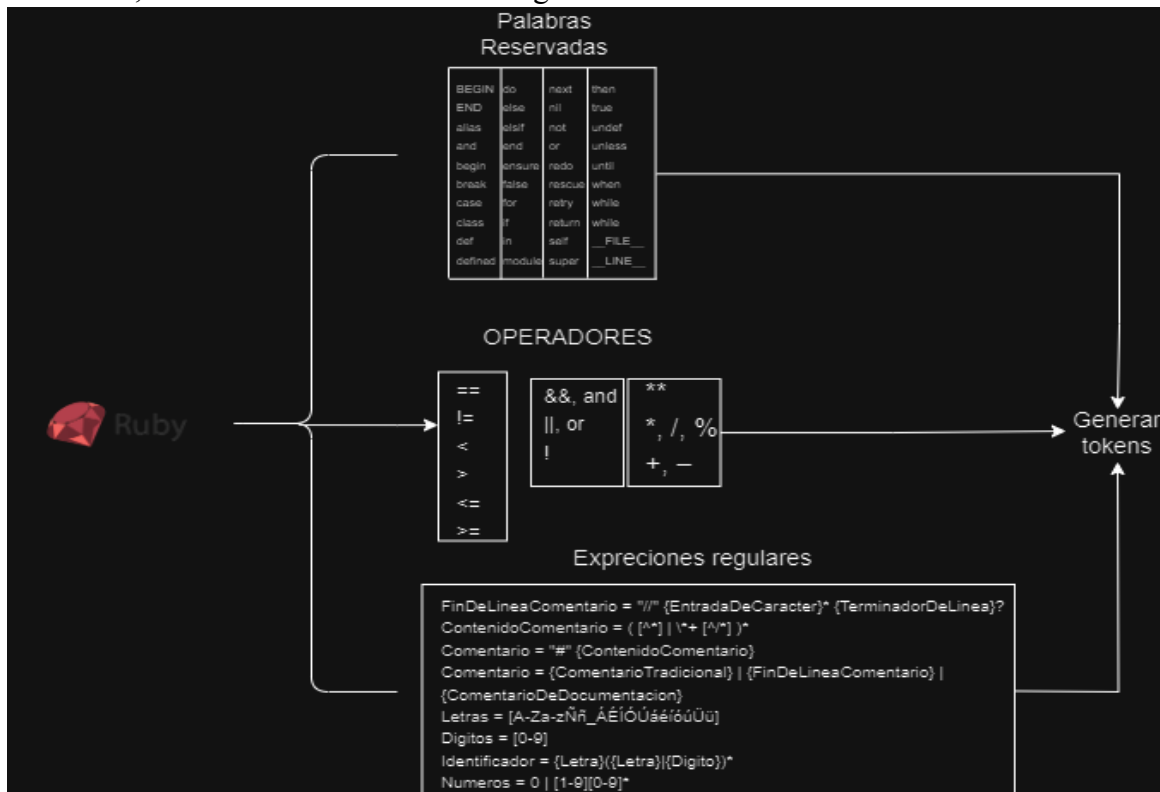 Palabras
Reservadas
BEGIN do next then
END else nil true
alias elsif not undef
and end or unless
begin ensure redo until
break false rescue when
case for retry while
class if return while
def in self __FILE__
defined module super __LINE__
OPERADORES
==
!=
<
>
<=
>=
&&, and
||, or
!
**
*, /, %
+, –
Ruby
Generar
tokens
Expreciones regulares
FinDeLineaComentario = "//" {EntradaDeCaracter}* {TerminadorDeLinea}?
ContenidoComentario = ( [^*] | \*+ [^/*] )*
Comentario = "#" {ContenidoComentario}
Comentario = {ComentarioTradicional} | {FinDeLineaComentario} |
{ComentarioDeDocumentacion}
Letras = [A-Za-zÑñ_ÁÉÍÓÚáéíóúÜü]
Digitos = [0-9]
Identificador = {Letra}({Letra}|{Digito})*
Numeros = 0 | [1-9][0-9]*